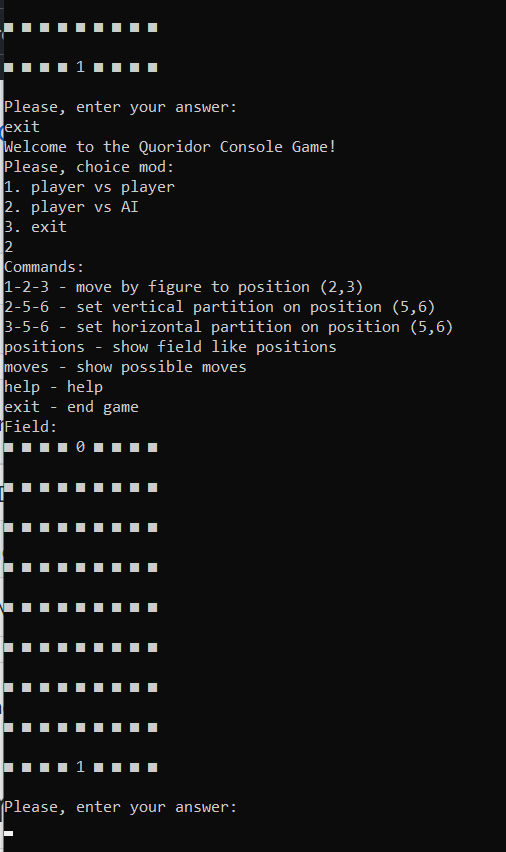 ■ ■ ■ ■ ■ ■ ■ ■ ■
■ ■ ■ ■ 1 ■ ■ ■ ■
Please, enter your answer:
exit
Welcome to the Quoridor Console Game!
Please, choice mod:
1. player vs player
2. player vs AI
3. exit
2
Commands:
1-2-3 - move by figure to position (2,3)
2-5-6 - set vertical partition on position (5,6)
3-5-6 - set horizontal partition on position (5,6)
positions - show field like positions
moves - show possible moves
help - help
exit - end game
Field:
■ ■ ■ ■ 0 ■ ■ ■ ■
■ ■ ■ ■ ■ ■ ■ ■ ■
■ ■ ■ ■ ■ ■ ■ ■ ■
■ ■ ■ ■ ■ ■ ■ ■ ■
■ ■ ■ ■ ■ ■ ■ ■ ■
■ ■ ■ ■ ■ ■ ■ ■ ■
■ ■ ■ ■ ■ ■ ■ ■ ■
■ ■ ■ ■ ■ ■ ■ ■ ■
■ ■ ■ ■ 1 ■ ■ ■ ■
Please, enter your answer: